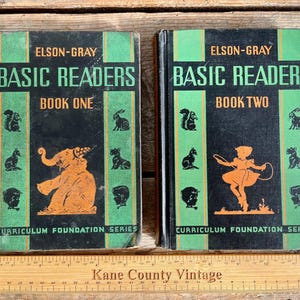 ELSON-GRAY
BASIC READERS
BOOK ONE
CURRICULUM FOUNDATION SERIES
ELSON-GRAY
BASIC READER
BOOK TWO
CURRICULUM FOUNDATION SERIE
Kane County Vintage